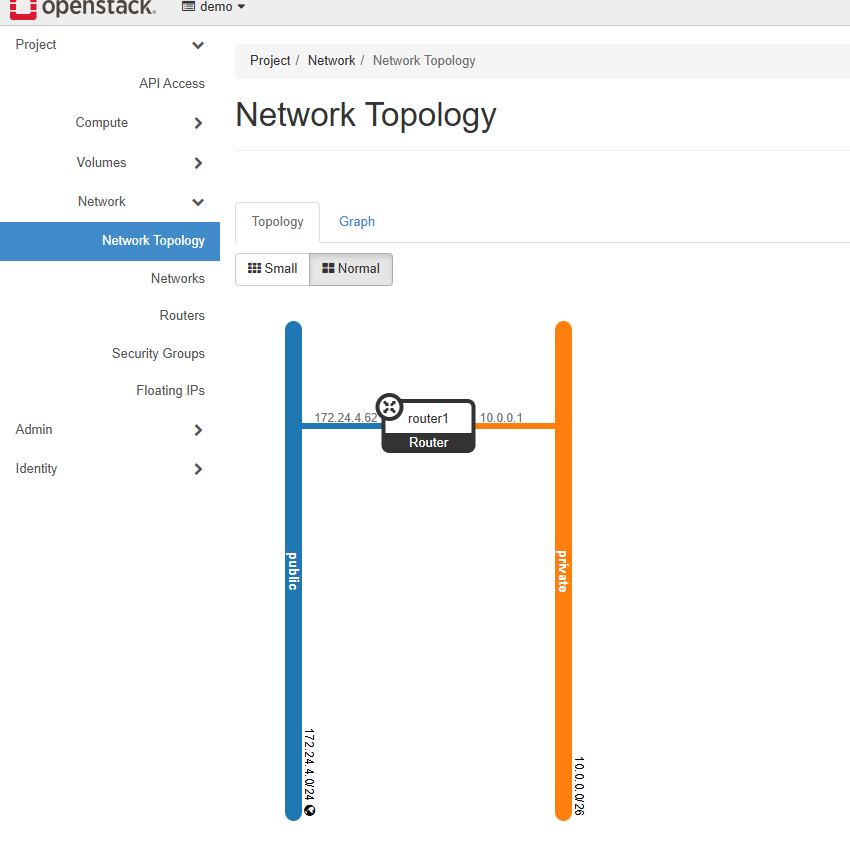 openstack.
demo
Project
API Access
Compute
Volumes
Network
Network Topology
Networks
Routers
Security Groups
Floating IPs
Admin
Identity
Project / Network / Network Topology
Network Topology
Topology Graph
Small Normal
172.24.4.62
router1
Router
10.0.0.1
public
172.24.4.0/24
private
10.0.0.0/26